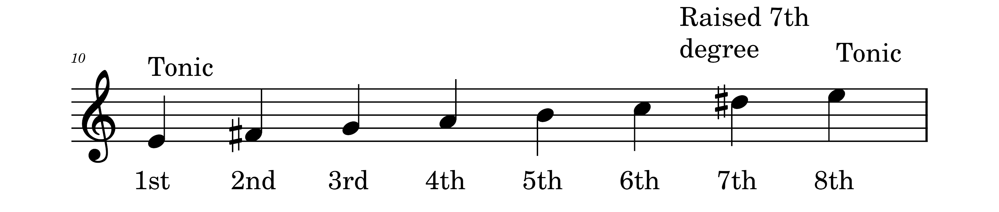 Raised 7th
degree
Tonic
10
Tonic
1st 2nd 3rd 4th 5th 6th 7th 8th